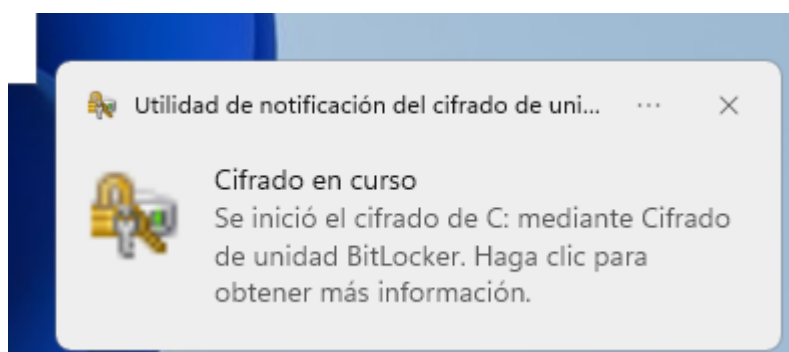 Utilidad de notificación del cifrado de uni...
Cifrado en curso
Se inició el cifrado de C: mediante Cifrado
de unidad BitLocker. Haga clic para
obtener más información.